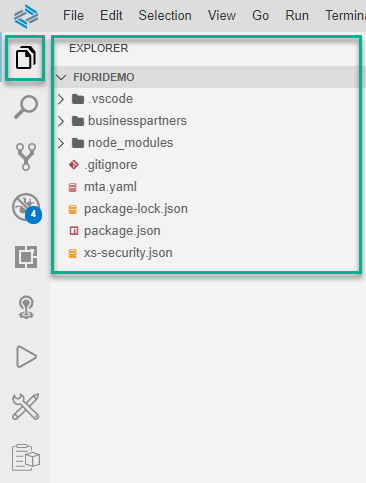 File Edit Selection View Go Run Termina
EXPLORER
FIORIDEMO
.vscode
businesspartners
node_modules
.gitignore
mta.yaml
package-lock.json
package.json
xs-security.json
4